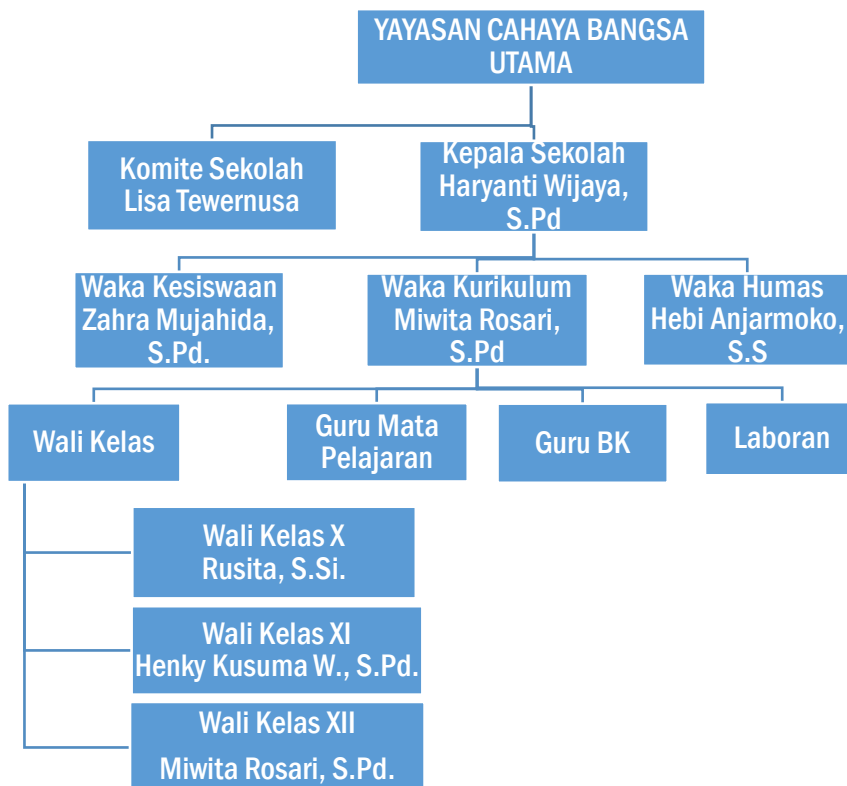 YAYASAN CAHAYA BANGSA
UTAMA
Komite Sekolah
Lisa Tewernusa
Kepala Sekolah
Haryanti Wijaya,
S.Pd
Waka Kesiswaan
Zahra Mujahida,
S.Pd.
Waka Kurikulum
Miwita Rosari,
S.Pd
Waka Humas
Hebi Anjarmoko,
S.S
Wali Kelas
Guru Mata
Pelajaran
Guru BK
Laboran
Wali Kelas X
Rusita, S.Si.
Wali Kelas XI
Henky Kusuma W., S.Pd.
Wali Kelas XII
Miwita Rosari, S.Pd.